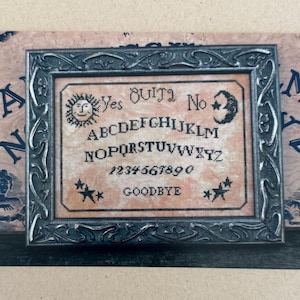 Yes OUIJA No
ABCDEFGHIJKLM
NOPQRSTUVWXYZ
1234567890
GOODBYE